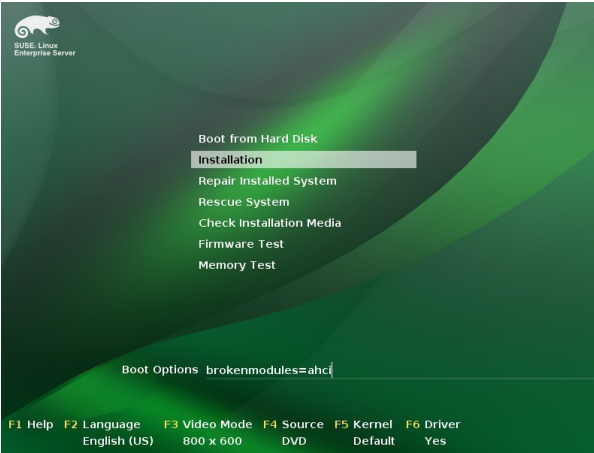 SUSE. Linux
Enterprise Server
Boot from Hard Disk
Installation
Repair Installed System
Rescue System
Check Installation Media
Firmware Test
Memory Test
Boot Options brokenmodules=ahci
F1 Help F2 Language F3 Video Mode F4 Source F5 Kernel F6 Driver
English (US) 800 x 600 DVD Default Yes